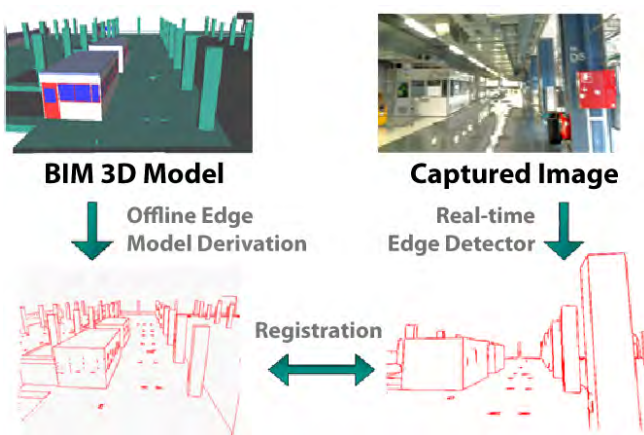 BIM 3D Model
Captured Image
Offline Edge
Model Derivation
Real-time
Edge Detector
Registration